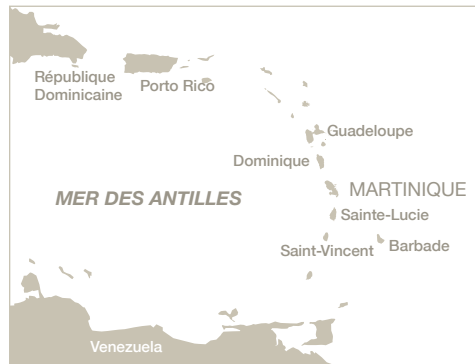 République
Dominicaine
Porto Rico
Guadeloupe
Dominique
MER DES ANTILLES
MARTINIQUE
Sainte-Lucie
Saint-Vincent
Barbade
Venezuela